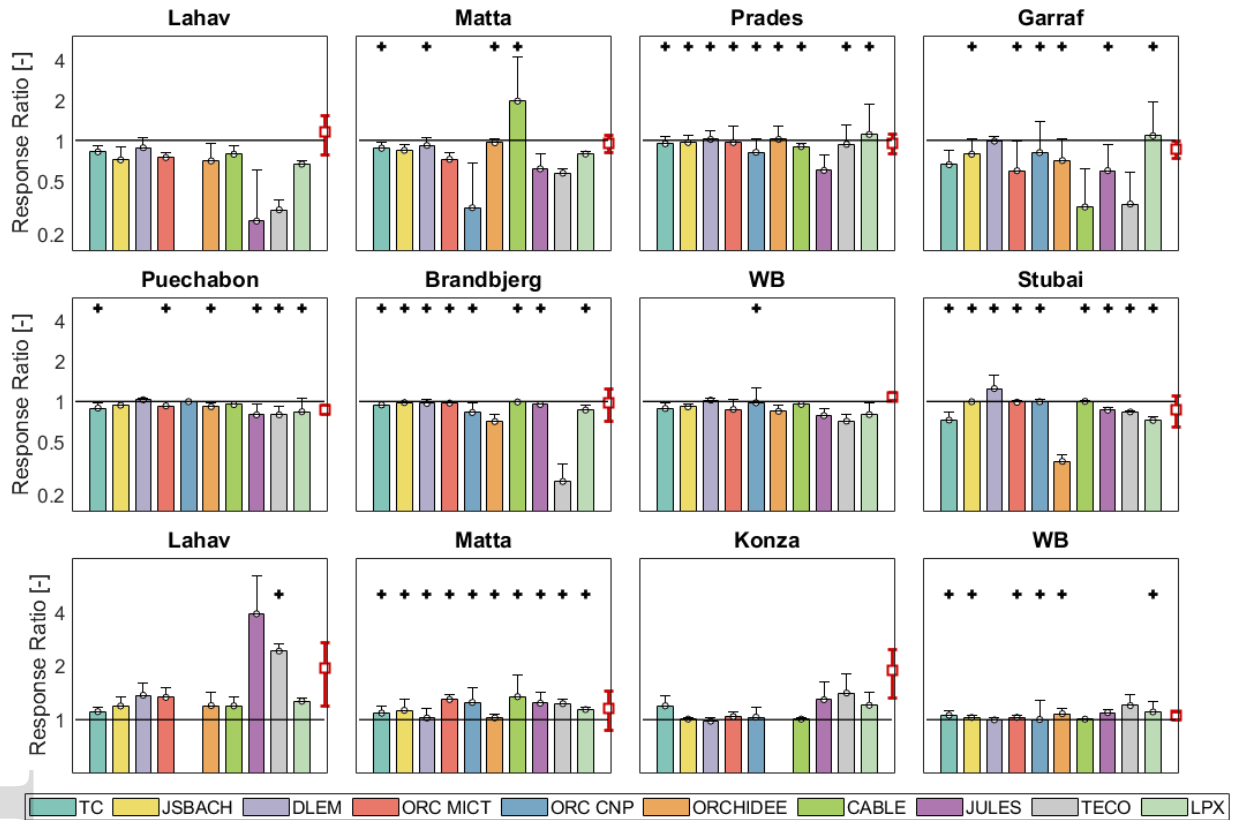 Lahav Matta Prades Garraf
Response Ratio [-]
4
2
1
0.5
0.2
Puechabon Brandbjerg WB Stubai
Response Ratio [-]
4
2
1
0.5
0.2
Lahav Matta Konza WB
Response Ratio [-]
4
2
1
TC JSBACH DLEM ORC MICT ORC CNP ORCHIDEE CABLE JULES TECO LPX